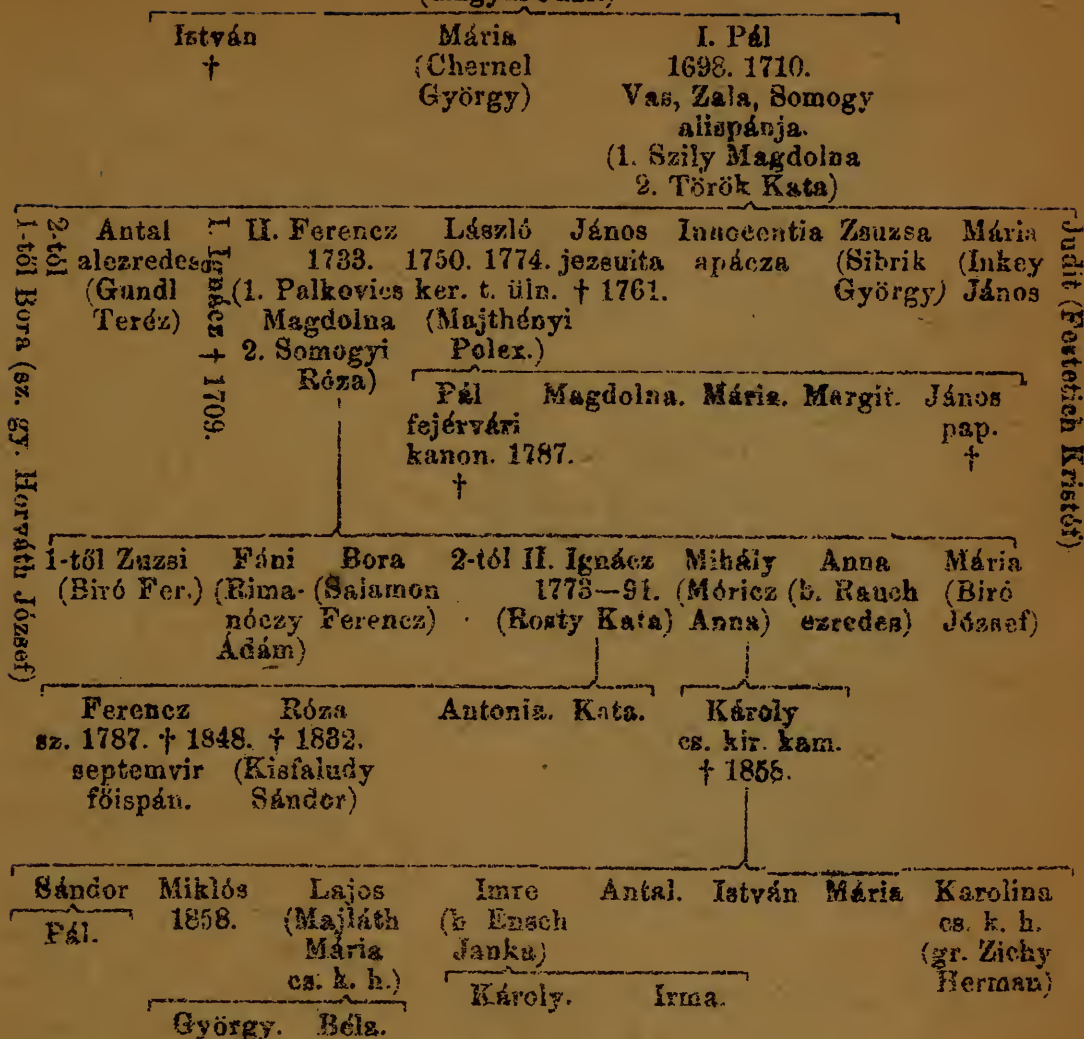 István Mária I. Pál
† (Chernel 1698. 1710.
György) Vas, Zala, Somogy
alispánja.
(1. Szily Magdolna
2. Török Kata)
1-től Bora (sz. gy. Horváth József)
2-tól
Antal I. Ignácz † 1709. II. Ferencz László János Innocentia Zsuzsa Mária
alezredes 1733. 1750. 1774. jezsuita apácza (Sibrik (Inkey
(Gundl (1. Palkovics ker. t. üln. † 1761. György) János
Teréz) Magdolna (Majthényi
2. Somogyi Polex.)
Róza)
Judit (Festetich Kristóf)
Pál Magdolna. Mária. Margit. János
fejérvári pap.
kanon. 1787. †
†
1-től Zuzsi Fáni Bora 2-tól II. Ignácz Mihály Anna Mária
(Biró Fer.) (Rima- (Salamon 1773—91. (Móricz (b. Rauch (Biró
nóczy Ferencz) (Rosty Kata) Anna) ezredes) József)
Ádám)
Ferencz Róza Antonia. Kata. Károly
sz. 1787. † 1848. † 1832. cs. kir. kam.
septemvir (Kisfaludy † 1858.
főispán. Sándor)
Sándor Miklós Lajos Imre Antal. István Mária Karolina
Pál. 1858. (Majláth (b Ensch cs. k. h.
Mária Janka) (gr. Zichy
cs. k. h.) Károly. Irma. Herman)
György. Béla.